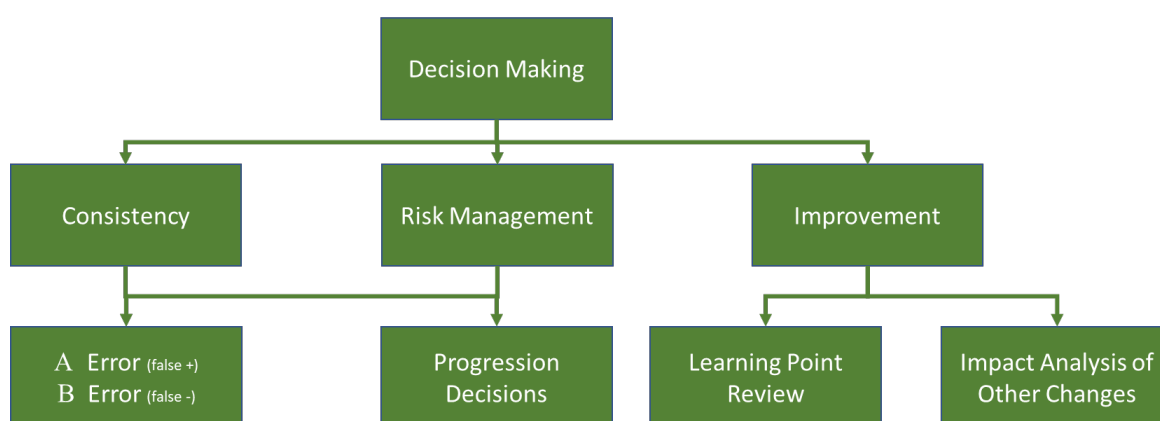 Decision Making
Consistency
Risk Management
Improvement
A Error (false +)
B Error (false -)
Progression
Decisions
Learning Point
Review
Impact Analysis of
Other Changes